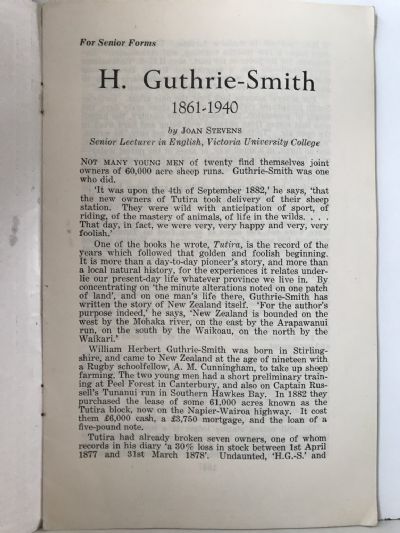 For Senior Forms
H. Guthrie-Smith
1861-1940
by JOAN STEVENS
Senior Lecturer in English, Victoria University College
NOT MANY YOUNG MEN of twenty find themselves joint
owners of 60,000 acre sheep runs. Guthrie-Smith was one
who did.
'It was upon the 4th of September 1882,' he says, 'that
the new owners of Tutira took delivery of their sheep
station. They were wild with anticipation of sport, of
riding, of the mastery of animals, of life in the wilds. . . .
That day, in fact, we were very, very happy and very, very
foolish.'
One of the books he wrote, Tutira, is the record of the
years which followed that golden and foolish beginning.
It is more than a day-to-day pioneer's story, and more than
a local natural history, for the experiences it relates under-
lie our present-day life whatever province we live in. By
concentrating on 'the minute alterations noted on one patch
of land', and on one man's life there, Guthrie-Smith has
written the story of New Zealand itself. 'For the author's
purpose indeed,' he says, 'New Zealand is bounded on the
west by the Mohaka river, on the east by the Arapawanui
run, on the south by the Waikoau, on the north by the
Waikari.'
William Herbert Guthrie-Smith was born in Stirling-
shire, and came to New Zealand at the age of nineteen with
a Rugby schoolfellow, A. M. Cunningham, to take up sheep
farming. The two young men had a short preliminary train-
ing at Peel Forest in Canterbury, and also on Captain Rus-
sell's Tunanui run in Southern Hawkes Bay. In 1882 they
purchased the lease of some 61,000 acres known as the
Tutira block, now on the Napier-Wairoa highway. It cost
them £6,000 cash, a £3,750 mortgage, and the loan of a
five-pound note.
Tutira had already broken seven owners, one of whom
records in his diary 'a 30% loss in stock between 1st April
1877 and 31st March 1878'. Undaunted, 'H.G.-S.' and